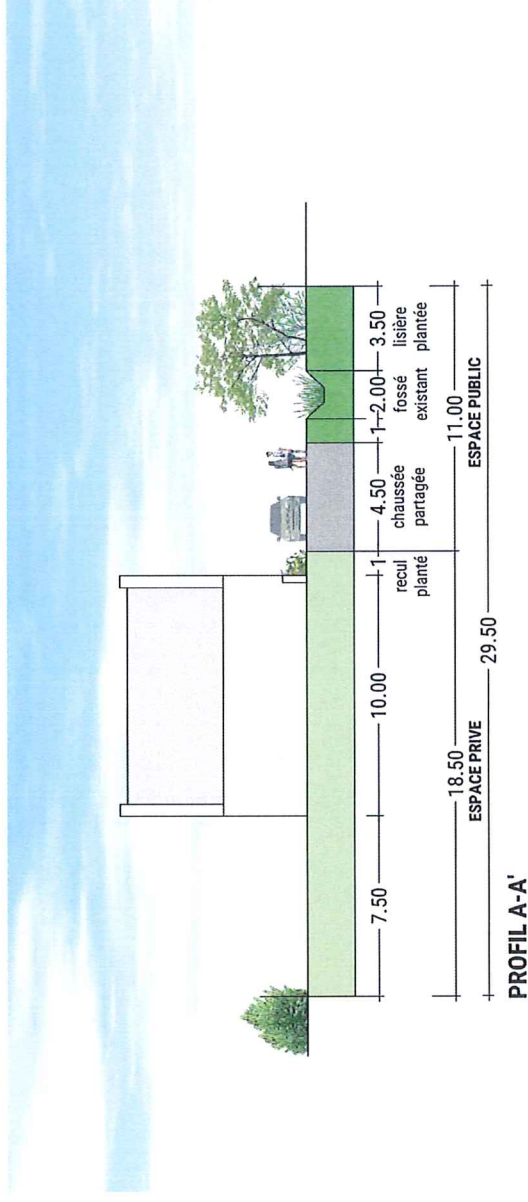 7.50
10.00
1
4.50
1
2.00
3.50
recul
planté
chaussée
partagée
fossé
existant
lisière
plantée
18.50
ESPACE PRIVE
11.00
ESPACE PUBLIC
29.50
PROFIL A-A'